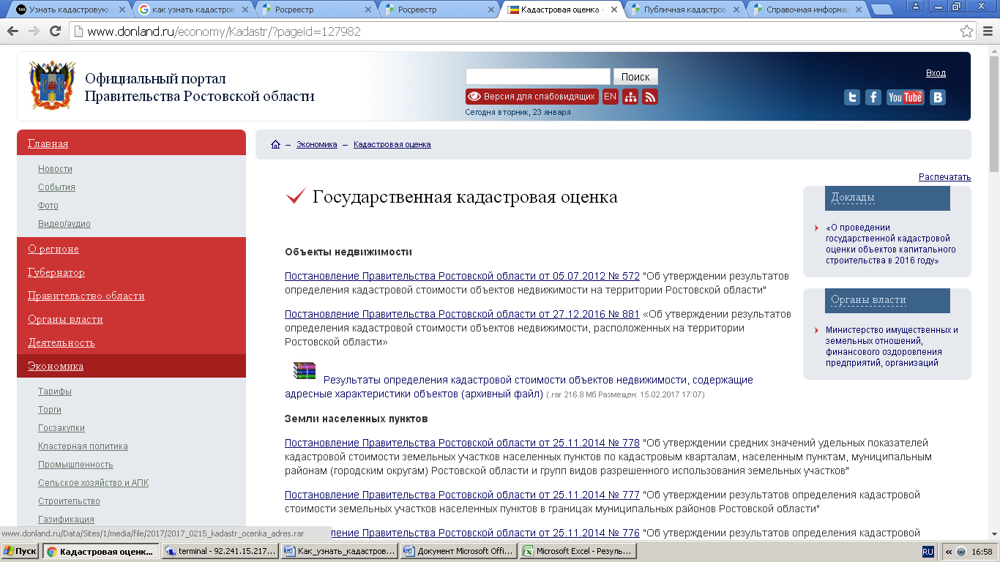 Узнать кадастровую
как узнать кадастров
Росреестр
Росреестр
Кадастровая оценка -
Публичная кадастров
Справочная информац
www.donland.ru/economy/Kadastr/?pageid=127982
Официальный портал
Правительства Ростовской области
Поиск
Вход
Версия для слабовидящих EN
You Tube
Сегодня вторник, 23 января
Главная
Новости
События
Фото
Видео/аудио
О регионе
Губернатор
Правительство области
Органы власти
Деятельность
Экономика
Тарифы
Торги
Госзакупки
Кластерная политика
Промышленность
Сельское хозяйство и АПК
Строительство
Газификация
– Экономика – Кадастровая оценка
Распечатать
Государственная кадастровая оценка
Объекты недвижимости
Постановление Правительства Ростовской области от 05.07.2012 № 572 "Об утверждении результатов
определения кадастровой стоимости объектов недвижимости на территории Ростовской области"
Постановление Правительства Ростовской области от 27.12.2016 № 881 «Об утверждении результатов
определения кадастровой стоимости объектов недвижимости, расположенных на территории
Ростовской области»
Результаты определения кадастровой стоимости объектов недвижимости, содержащие
адресные характеристики объектов (архивный файл) (.rar 216.8 Мб Размещен: 15.02.2017 17:07)
Земли населенных пунктов
Постановление Правительства Ростовской области от 25.11.2014 № 778 "Об утверждении средних значений удельных показателей
кадастровой стоимости земельных участков населенных пунктов по кадастровым кварталам, населенным пунктам, муниципальным
районам (городским округам) Ростовской области и групп видов разрешенного использования земельных участков"
Постановление Правительства Ростовской области от 25.11.2014 № 777 "Об утверждении результатов определения кадастровой
стоимости земельных участков населенных пунктов в границах муниципальных районов Ростовской области"
ление Правительства Ростовской области от 25.11.2014 № 776 "Об утверждении результатов определения кадастровой
Доклады
«О проведении
государственной кадастровой
оценки объектов капитального
строительства в 2016 году»
Органы власти
Министерство имущественных и
земельных отношений,
финансового оздоровления
предприятий, организаций
www.donland.ru/Data/Sites/1/media/file/2017/2017_0215_kadastr_ocenka_adres.rar
Пуск
Кадастровая оценк...
terminal - 92.241.15.217...
Как_узнать_кадастров...
Документ Microsoft Offi...
Microsoft Excel - Резуль...
RU
«
16:58